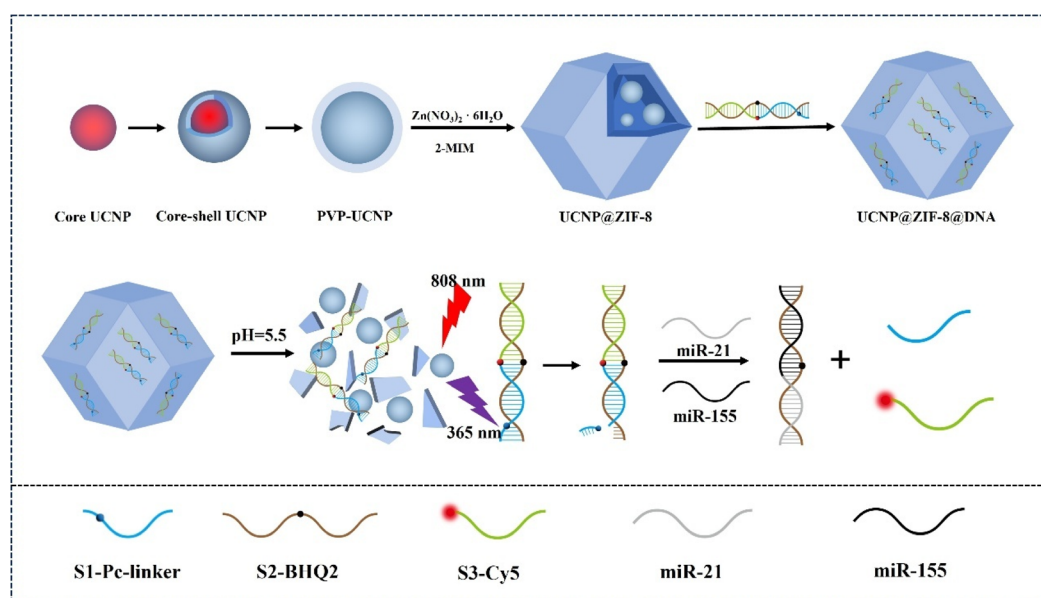 Zn(NO₃)₂ · 6H₂O
2-MIM
Core UCNP
Core-shell UCNP
PVP-UCNP
UCNP@ZIF-8
UCNP@ZIF-8@DNA
808 nm
pH=5.5
miR-21
miR-155
365 nm
+
S1-Pc-linker
S2-BHQ2
S3-Cy5
miR-21
miR-155